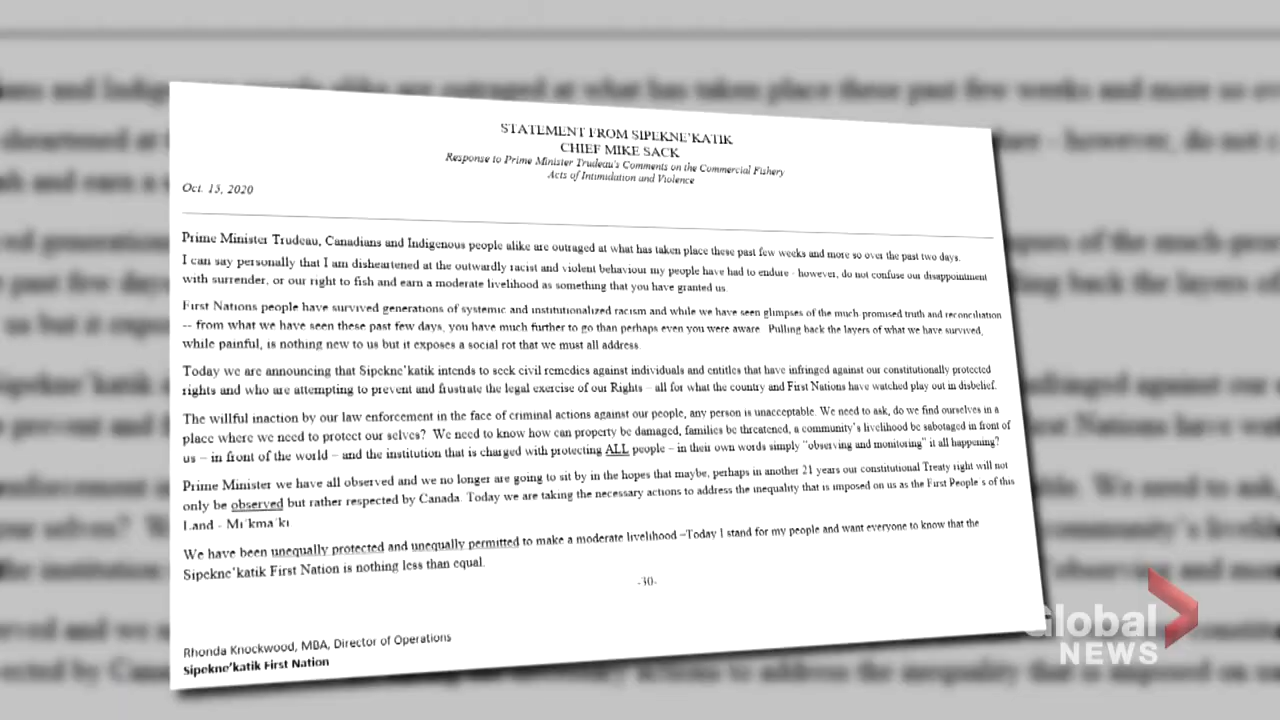 STATEMENT FROM SIPEKNE'KATIK
CHIEF MIKE SACK
Response to Prime Minister Trudeau's Comments on the Commercial Fishery
Acts of Intimidation and Violence
Oct. 15, 2020
Prime Minister Trudeau, Canadians and Indigenous people alike are outraged at what has taken place these past few weeks and more so over the past two days.
I can say personally that I am disheartened at the outwardly racist and violent behaviour my people have had to endure - however, do not confuse our disappointment
with surrender, or our right to fish and earn a moderate livelihood as something that you have granted us.
First Nations people have survived generations of systemic and institutionalized racism and while we have seen glimpses of the much-promised truth and reconciliation
-- from what we have seen these past few days, you have much further to go than perhaps even you were aware. Pulling back the layers of what we have survived,
while painful, is nothing new to us but it exposes a social rot that we must all address.
Today we are announcing that Sipekne'katik intends to seek civil remedies against individuals and entities that have infringed against our constitutionally protected
rights and who are attempting to prevent and frustrate the legal exercise of our Rights – all for what the country and First Nations have watched play out in disbelief.
The willful inaction by our law enforcement in the face of criminal actions against our people, any person is unacceptable. We need to ask, do we find ourselves in a
place where we need to protect our selves? We need to know how can property be damaged, families be threatened, a community's livelihood be sabotaged in front of
us – in front of the world – and the institution that is charged with protecting ALL people – in their own words simply "observing and monitoring" it all happening?
Prime Minister we have all observed and we no longer are going to sit by in the hopes that maybe, perhaps in another 21 years our constitutional Treaty right will not
only be observed but rather respected by Canada. Today we are taking the necessary actions to address the inequality that is imposed on us as the First People's of this
Land - Mi'kma'ki
We have been unequally protected and unequally permitted to make a moderate livelihood –Today I stand for my people and want everyone to know that the
Sipekne'katik First Nation is nothing less than equal.
-30-
Rhonda Knockwood, MBA, Director of Operations
Sipekne'katik First Nation
Global
NEWS